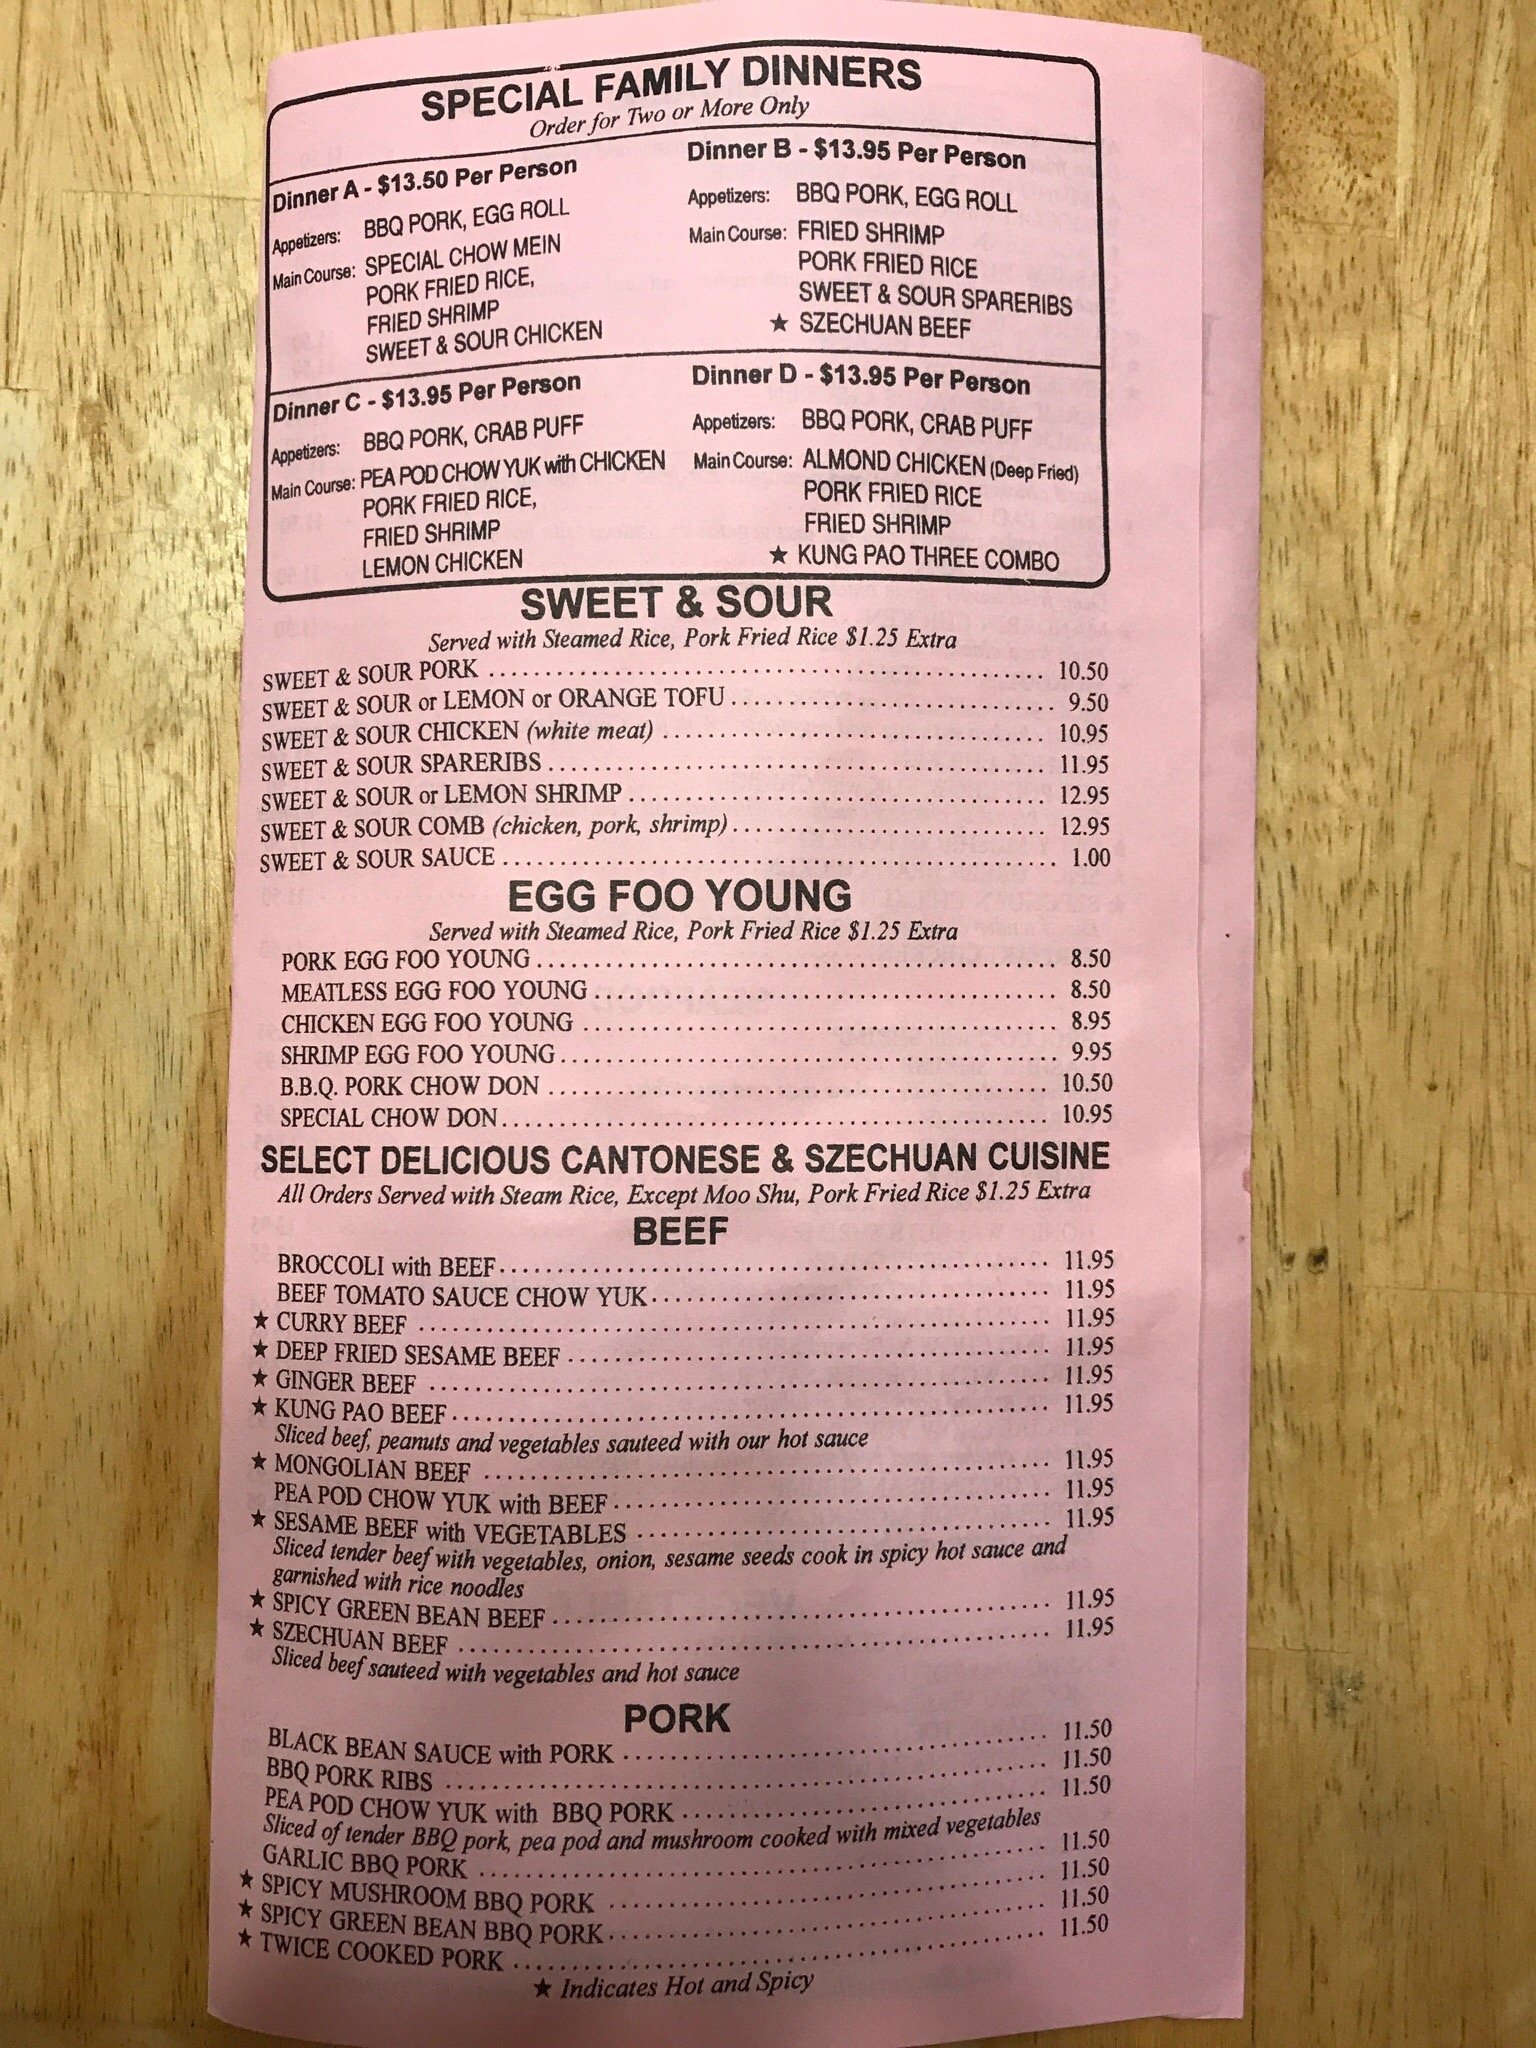 SPECIAL FAMILY DINNERS
Order for Two or More Only
Dinner A - $13.50 Per Person
Appetizers: BBQ PORK, EGG ROLL
Main Course: SPECIAL CHOW MEIN
PORK FRIED RICE,
FRIED SHRIMP
SWEET & SOUR CHICKEN
Dinner B - $13.95 Per Person
Appetizers: BBQ PORK, EGG ROLL
Main Course: FRIED SHRIMP
PORK FRIED RICE
SWEET & SOUR SPARERIBS
★ SZECHUAN BEEF
Dinner C - $13.95 Per Person
Appetizers: BBQ PORK, CRAB PUFF
Main Course: PEA POD CHOW YUK with CHICKEN
PORK FRIED RICE,
FRIED SHRIMP
LEMON CHICKEN
Dinner D - $13.95 Per Person
Appetizers: BBQ PORK, CRAB PUFF
Main Course: ALMOND CHICKEN (Deep Fried)
PORK FRIED RICE
FRIED SHRIMP
★ KUNG PAO THREE COMBO
SWEET & SOUR
Served with Steamed Rice, Pork Fried Rice $1.25 Extra
SWEET & SOUR PORK 10.50
SWEET & SOUR or LEMON or ORANGE TOFU 9.50
SWEET & SOUR CHICKEN (white meat) 10.95
SWEET & SOUR SPARERIBS 11.95
SWEET & SOUR or LEMON SHRIMP 12.95
SWEET & SOUR COMB (chicken, pork, shrimp) 12.95
SWEET & SOUR SAUCE 1.00
EGG FOO YOUNG
Served with Steamed Rice, Pork Fried Rice $1.25 Extra
PORK EGG FOO YOUNG 8.50
MEATLESS EGG FOO YOUNG 8.50
CHICKEN EGG FOO YOUNG 8.95
SHRIMP EGG FOO YOUNG 9.95
B.B.Q. PORK CHOW DON 10.50
SPECIAL CHOW DON 10.95
SELECT DELICIOUS CANTONESE & SZECHUAN CUISINE
All Orders Served with Steam Rice, Except Moo Shu, Pork Fried Rice $1.25 Extra
BEEF
BROCCOLI with BEEF 11.95
BEEF TOMATO SAUCE CHOW YUK 11.95
★ CURRY BEEF 11.95
★ DEEP FRIED SESAME BEEF 11.95
★ GINGER BEEF 11.95
★ KUNG PAO BEEF 11.95
Sliced beef, peanuts and vegetables sauteed with our hot sauce
★ MONGOLIAN BEEF 11.95
PEA POD CHOW YUK with BEEF 11.95
★ SESAME BEEF with VEGETABLES 11.95
Sliced tender beef with vegetables, onion, sesame seeds cook in spicy hot sauce and
garnished with rice noodles
★ SPICY GREEN BEAN BEEF 11.95
★ SZECHUAN BEEF 11.95
Sliced beef sauteed with vegetables and hot sauce
PORK
BLACK BEAN SAUCE with PORK 11.50
BBQ PORK RIBS 11.50
PEA POD CHOW YUK with BBQ PORK 11.50
Sliced of tender BBQ pork, pea pod and mushroom cooked with mixed vegetables
GARLIC BBQ PORK 11.50
★ SPICY MUSHROOM BBQ PORK 11.50
★ SPICY GREEN BEAN BBQ PORK 11.50
★ TWICE COOKED PORK 11.50
★ Indicates Hot and Spicy